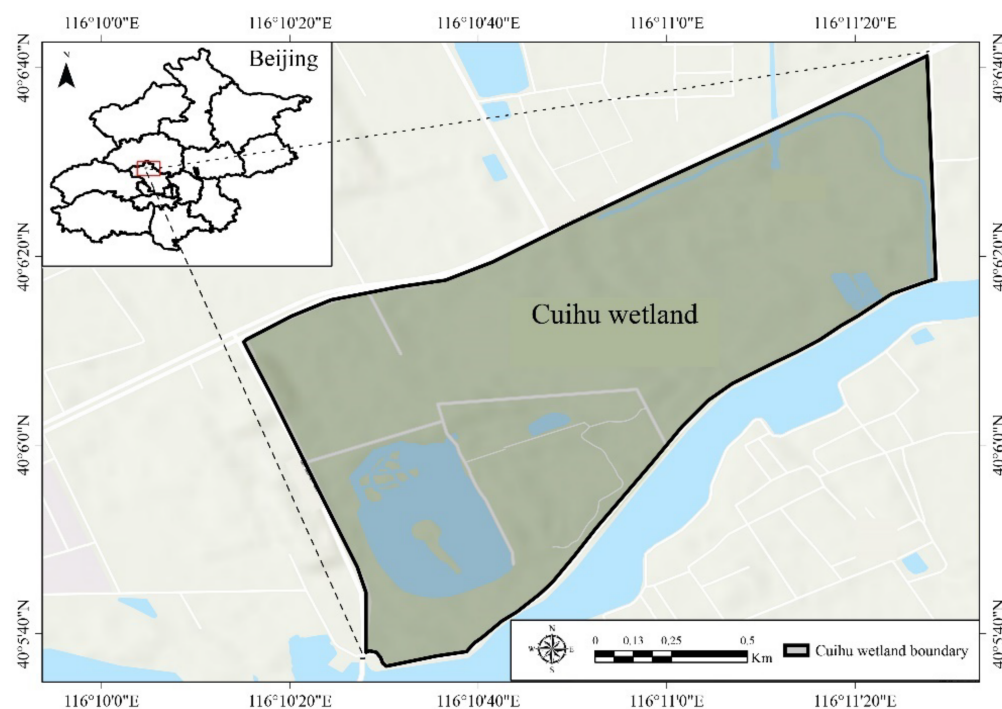 116°10'0"E 116°10'20"E 116°10'40"E 116°11'0"E 116°11'20"E
40°6'40"N 40°6'40"N
N
Beijing
40°6'20"N 40°6'20"N
Cuihu wetland
40°6'0"N 40°6'0"N
40°5'40"N 40°5'40"N
N
W E
S
0 0.13 0.25 0.5
Km
Cuihu wetland boundary
116°10'0"E 116°10'20"E 116°10'40"E 116°11'0"E 116°11'20"E